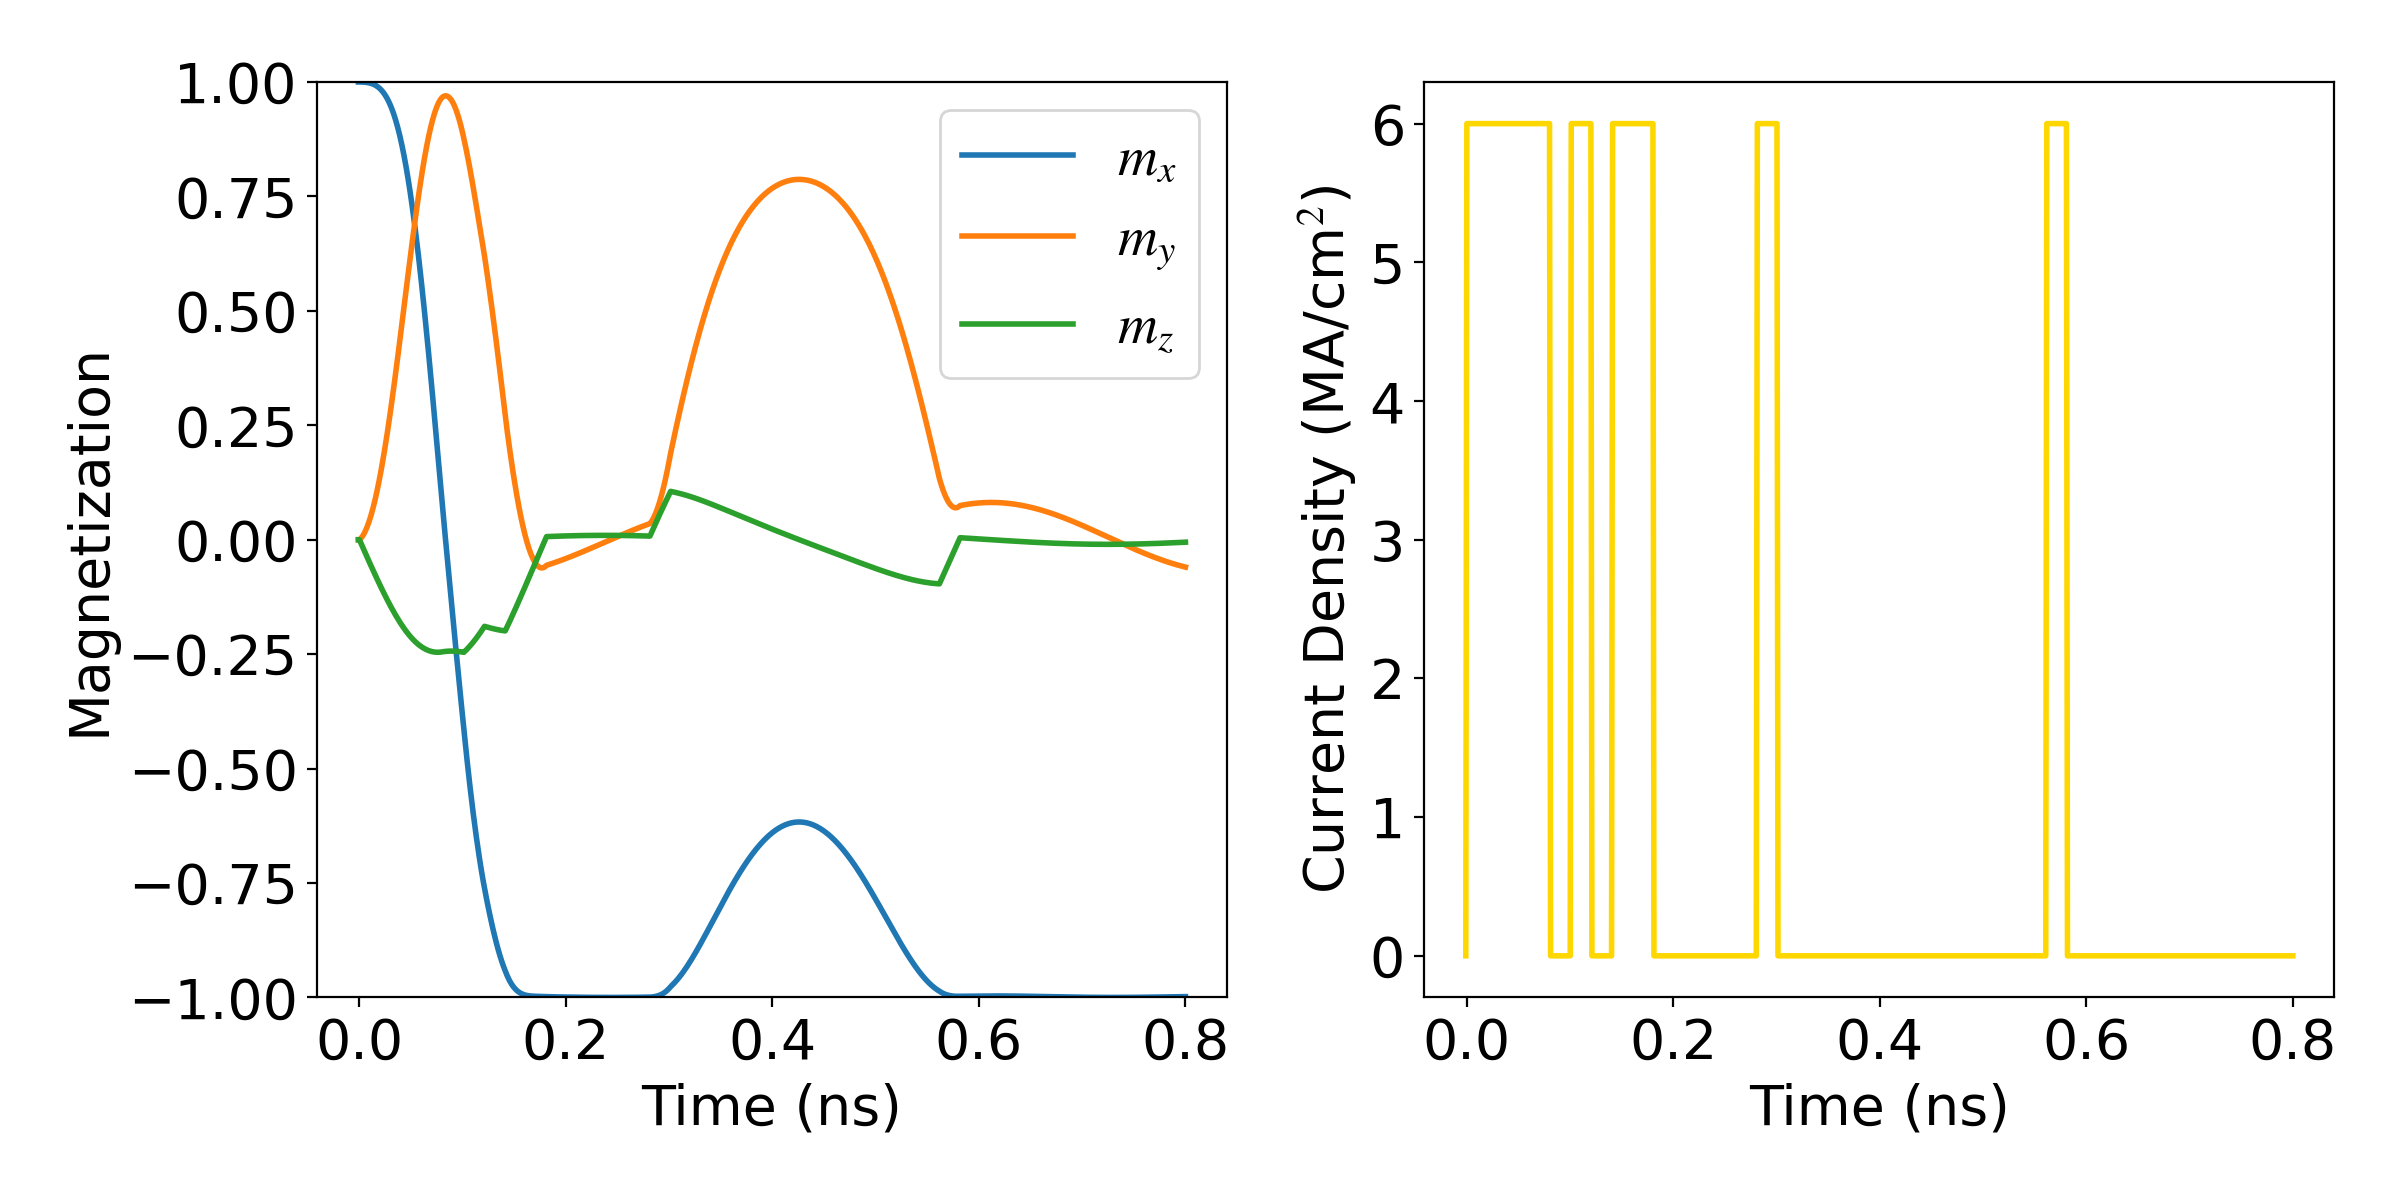 1.00
0.75
0.50
0.25
0.00
−0.25
−0.50
−0.75
−1.00
Magnetization
0.0 0.2 0.4 0.6 0.8
Time (ns)
m_x
m_y
m_z
6
5
4
3
2
1
0
Current Density (MA/cm²)
0.0 0.2 0.4 0.6 0.8
Time (ns)